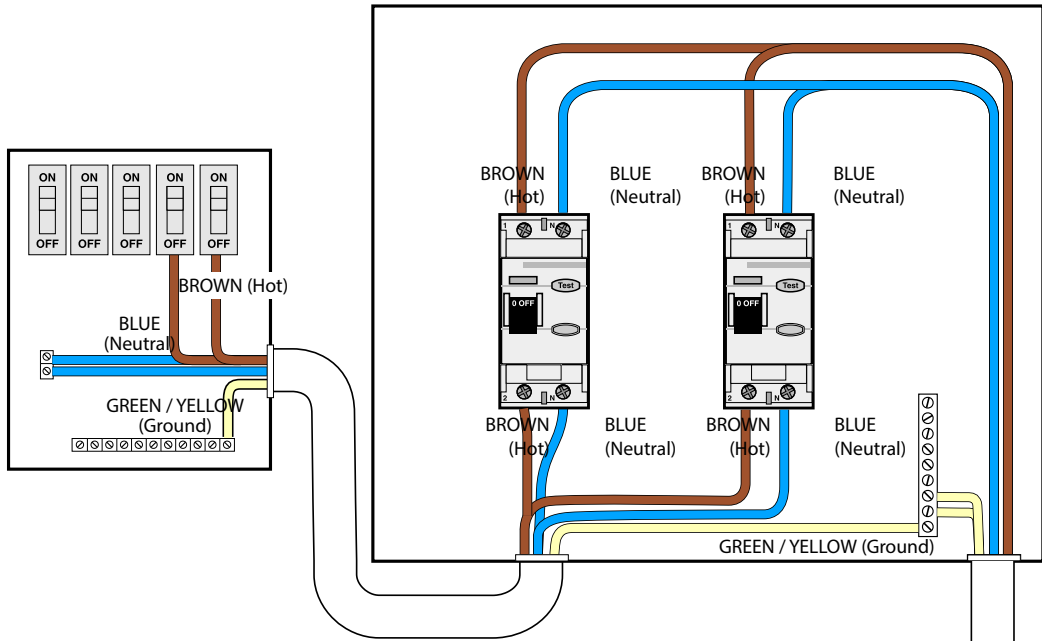 ON ON ON ON ON
OFF OFF OFF OFF OFF
BROWN (Hot)
BLUE
(Neutral)
GREEN / YELLOW
(Ground)
BROWN
(Hot)
BLUE
(Neutral)
BROWN
(Hot)
BLUE
(Neutral)
1 N
Test
0 OFF
2 N
1 N
Test
0 OFF
2 N
BROWN
(Hot)
BLUE
(Neutral)
BROWN
(Hot)
BLUE
(Neutral)
GREEN / YELLOW (Ground)